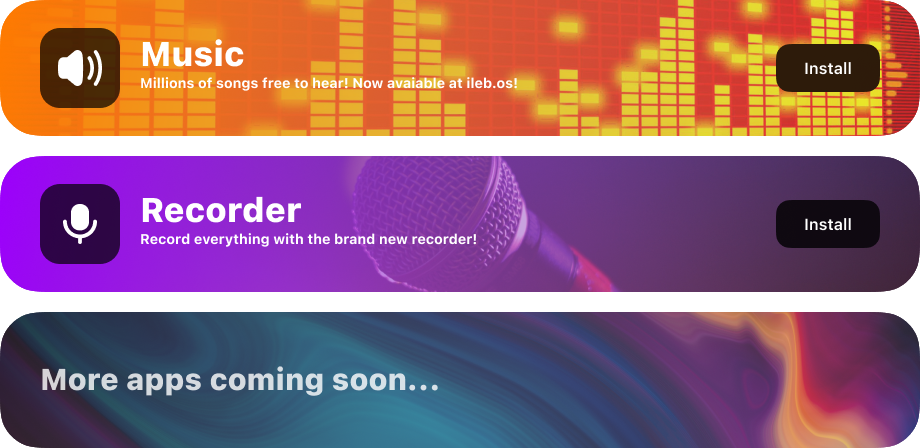 Music
Millions of songs free to hear! Now avaiable at ileb.os!
Install
Recorder
Record everything with the brand new recorder!
Install
More apps coming soon...